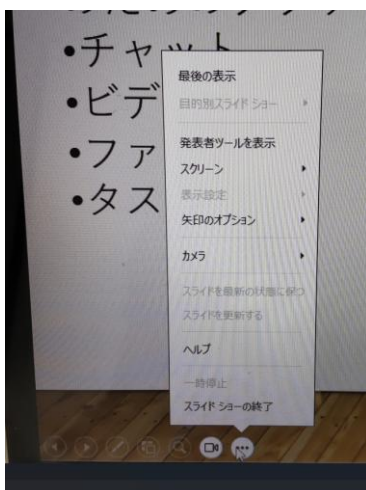 •チャット
•ビデ
•ファ
•タス
最後の表示
目的別スライド ショー
発表者ツールを表示
スクリーン
表示設定
矢印のオプション
カメラ
スライドを最新の状態に保つ
スライドを更新する
ヘルプ
一時停止
スライド ショーの終了